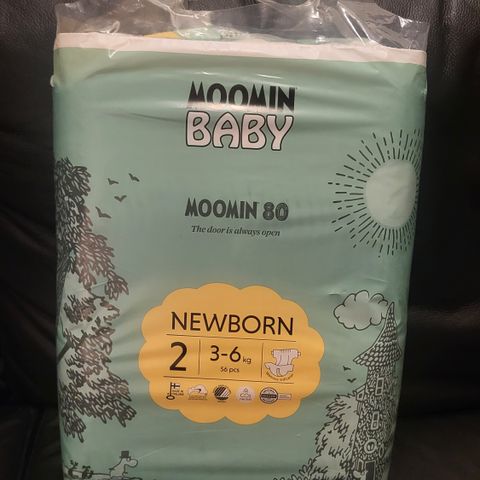 MOOMIN
BABY
MOOMIN 80
The door is always open
NEWBORN
2
3-6 kg
56 pcs